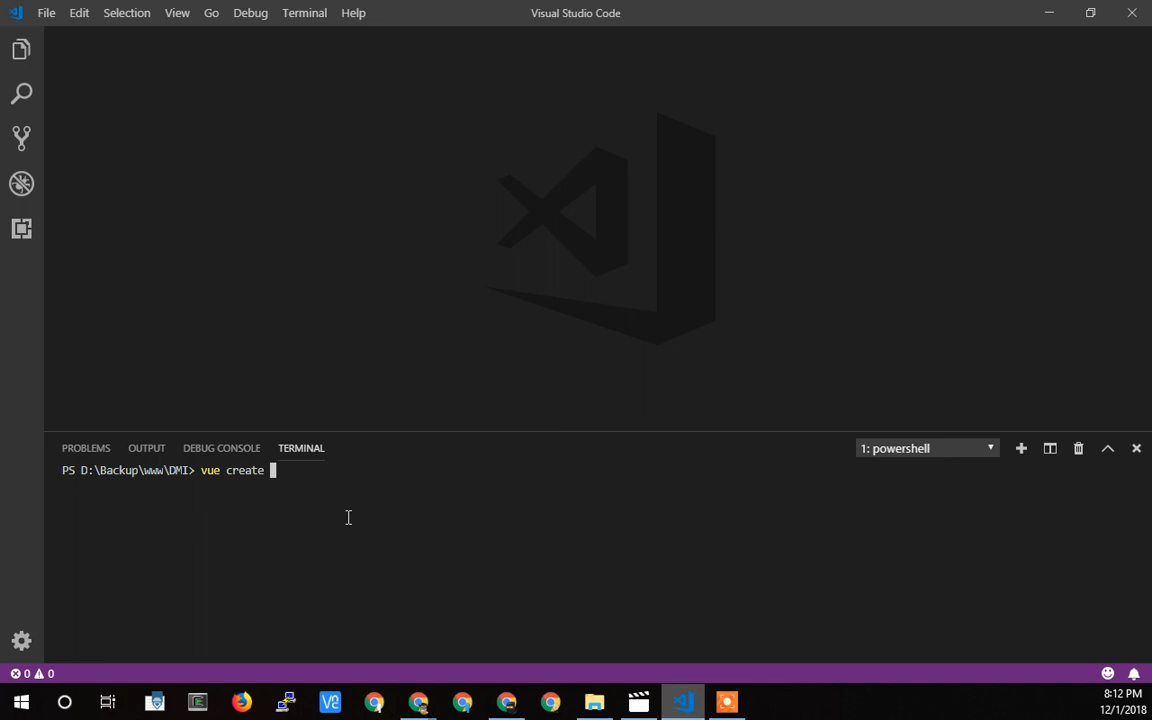 File Edit Selection View Go Debug Terminal Help
Visual Studio Code
PROBLEMS OUTPUT DEBUG CONSOLE TERMINAL
1: powershell
PS D:\Backup\www\DMI> vue create
0 0
V2
8:12 PM
12/1/2018